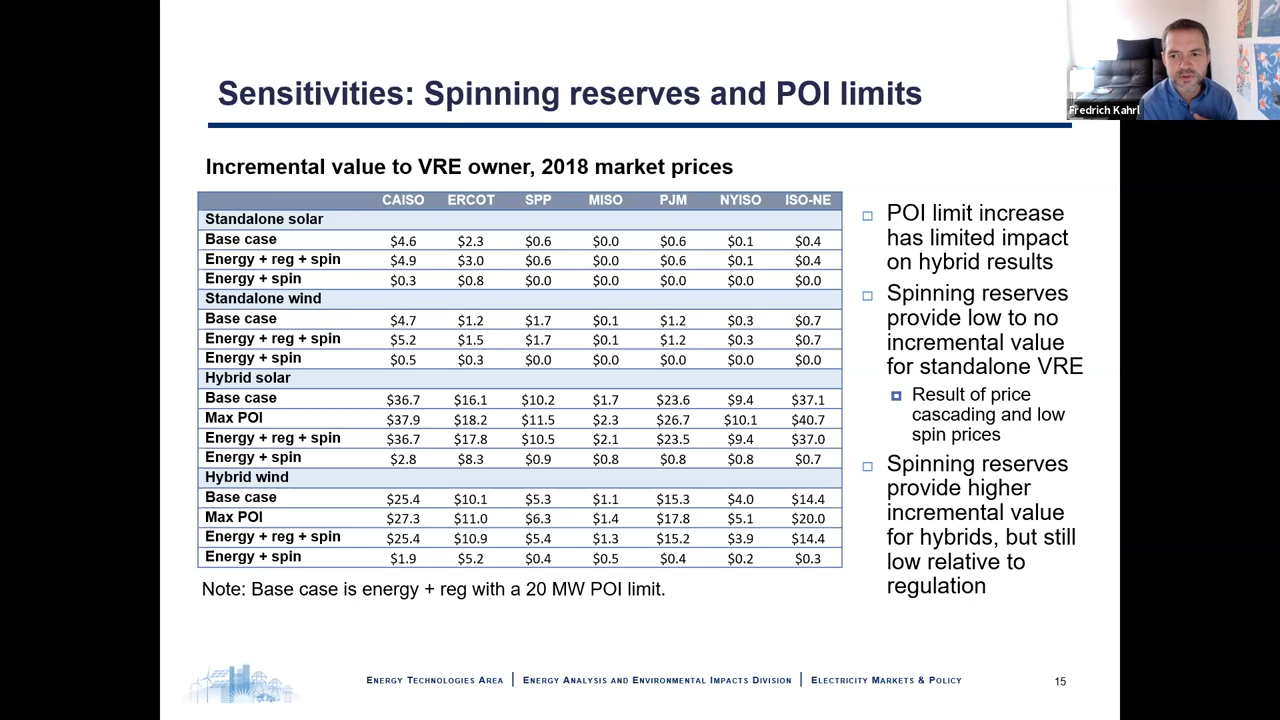 Fredrich Kahrl
Sensitivities: Spinning reserves and POI limits
Incremental value to VRE owner, 2018 market prices
CAISO ERCOT SPP MISO PJM NYISO ISO-NE
Standalone solar
Base case $4.6 $2.3 $0.6 $0.0 $0.6 $0.1 $0.4
Energy + reg + spin $4.9 $3.0 $0.6 $0.0 $0.6 $0.1 $0.4
Energy + spin $0.3 $0.8 $0.0 $0.0 $0.0 $0.0 $0.0
Standalone wind
Base case $4.7 $1.2 $1.7 $0.1 $1.2 $0.3 $0.7
Energy + reg + spin $5.2 $1.5 $1.7 $0.1 $1.2 $0.3 $0.7
Energy + spin $0.5 $0.3 $0.0 $0.0 $0.0 $0.0 $0.0
Hybrid solar
Base case $36.7 $16.1 $10.2 $1.7 $23.6 $9.4 $37.1
Max POI $37.9 $18.2 $11.5 $2.3 $26.7 $10.1 $40.7
Energy + reg + spin $36.7 $17.8 $10.5 $2.1 $23.5 $9.4 $37.0
Energy + spin $2.8 $8.3 $0.9 $0.8 $0.8 $0.8 $0.7
Hybrid wind
Base case $25.4 $10.1 $5.3 $1.1 $15.3 $4.0 $14.4
Max POI $27.3 $11.0 $6.3 $1.4 $17.8 $5.1 $20.0
Energy + reg + spin $25.4 $10.9 $5.4 $1.3 $15.2 $3.9 $14.4
Energy + spin $1.9 $5.2 $0.4 $0.5 $0.4 $0.2 $0.3
Note: Base case is energy + reg with a 20 MW POI limit.
POI limit increase
has limited impact
on hybrid results
Spinning reserves
provide low to no
incremental value
for standalone VRE
Result of price
cascading and low
spin prices
Spinning reserves
provide higher
incremental value
for hybrids, but still
low relative to
regulation
ENERGY TECHNOLOGIES AREA | ENERGY ANALYSIS AND ENVIRONMENTAL IMPACTS DIVISION | ELECTRICITY MARKETS & POLICY
15